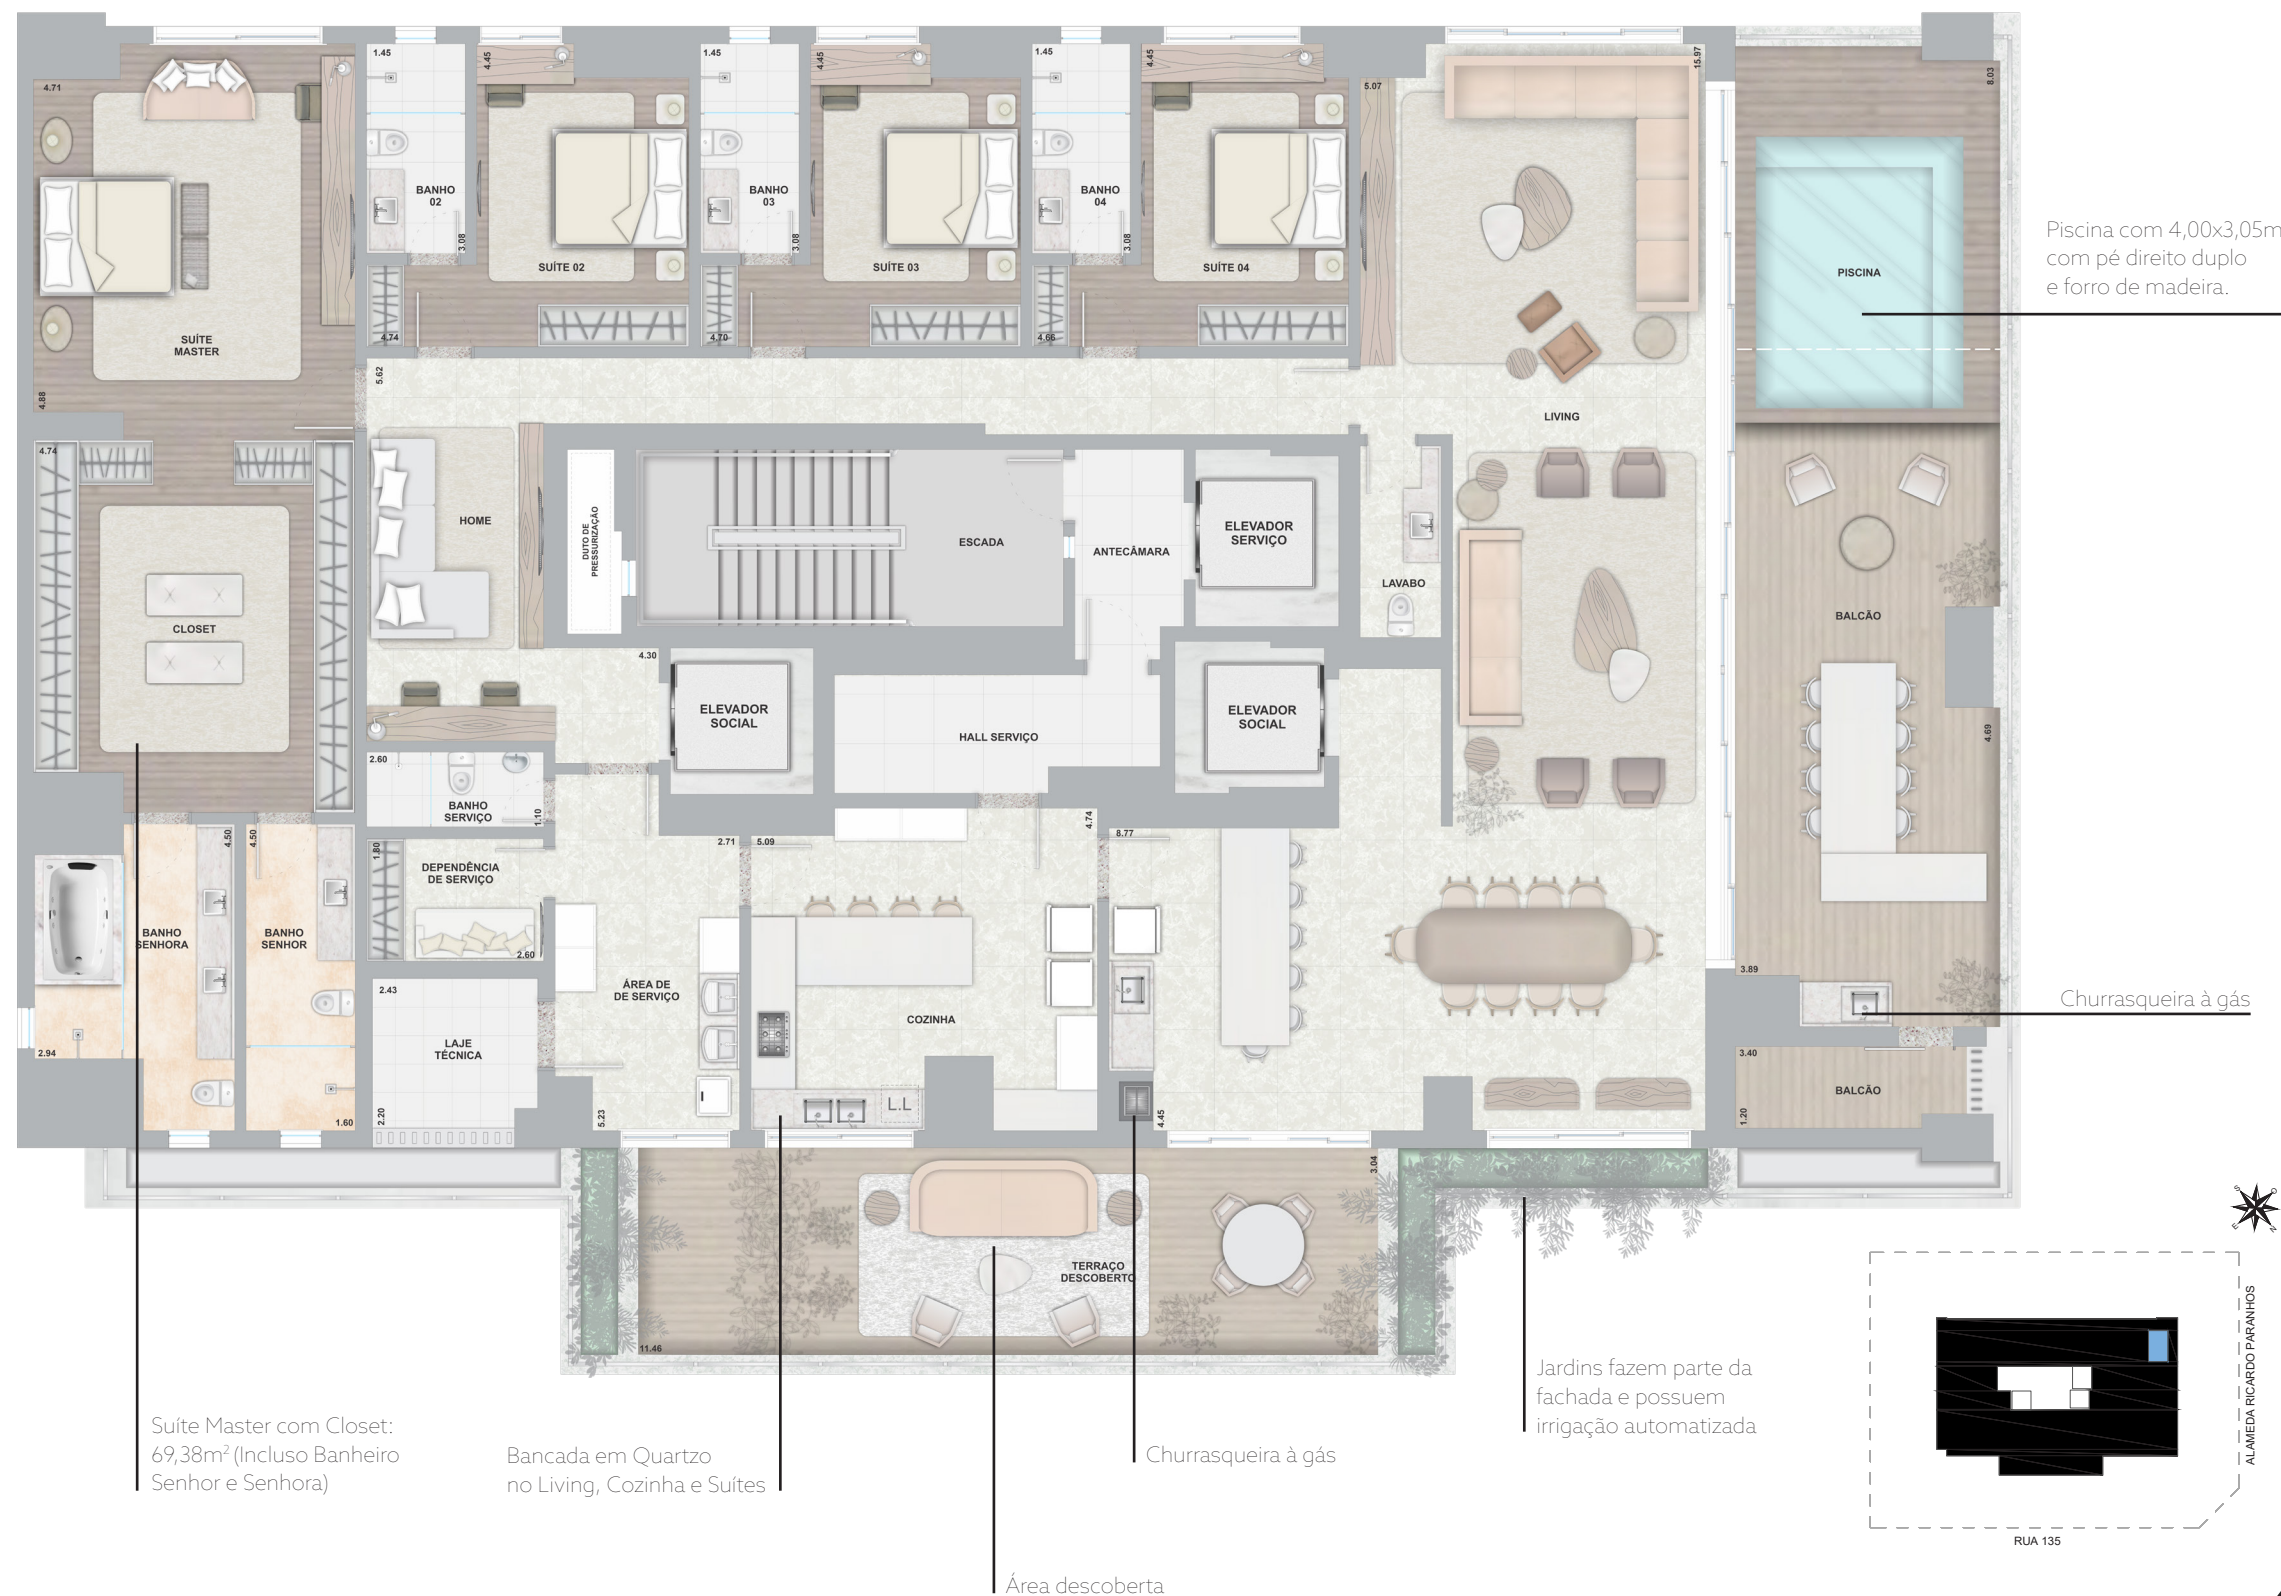 1.45
4.45
1.45
4.45
1.45
4.45
15.97
8.03
4.71
5.07
BANHO
02
BANHO
03
BANHO
04
3.08
3.08
3.08
SUÍTE 02
SUÍTE 03
SUÍTE 04
PISCINA
Piscina com 4,00x3,05m
com pé direito duplo
e forro de madeira.
SUÍTE
MASTER
4.74
4.70
4.66
5.62
4.88
LIVING
4.74
HOME
DUTO DE
PRESSURIZAÇÃO
ESCADA
ANTECÂMARA
ELEVADOR
SERVIÇO
LAVABO
BALCÃO
CLOSET
4.30
ELEVADOR
SOCIAL
HALL SERVIÇO
ELEVADOR
SOCIAL
4.69
2.60
BANHO
SERVIÇO
1.10
4.50
4.50
1.80
2.71
5.09
4.74
8.77
DEPENDÊNCIA
DE SERVIÇO
2.60
BANHO
SENHORA
BANHO
SENHOR
3.89
2.43
ÁREA DE
DE SERVIÇO
COZINHA
Churrasqueira à gás
LAJE
TÉCNICA
2.94
3.40
BALCÃO
1.20
L.L
2.20
1.60
5.23
4.45
3.04
TERRAÇO
DESCOBERTO
11.46
S
O
E
N
ALAMEDA RICARDO PARANHOS
RUA 135
Jardins fazem parte da
fachada e possuem
irrigação automatizada
Suíte Master com Closet:
69,38m² (Incluso Banheiro
Senhor e Senhora)
Bancada em Quartzo
no Living, Cozinha e Suítes
Churrasqueira à gás
Área descoberta